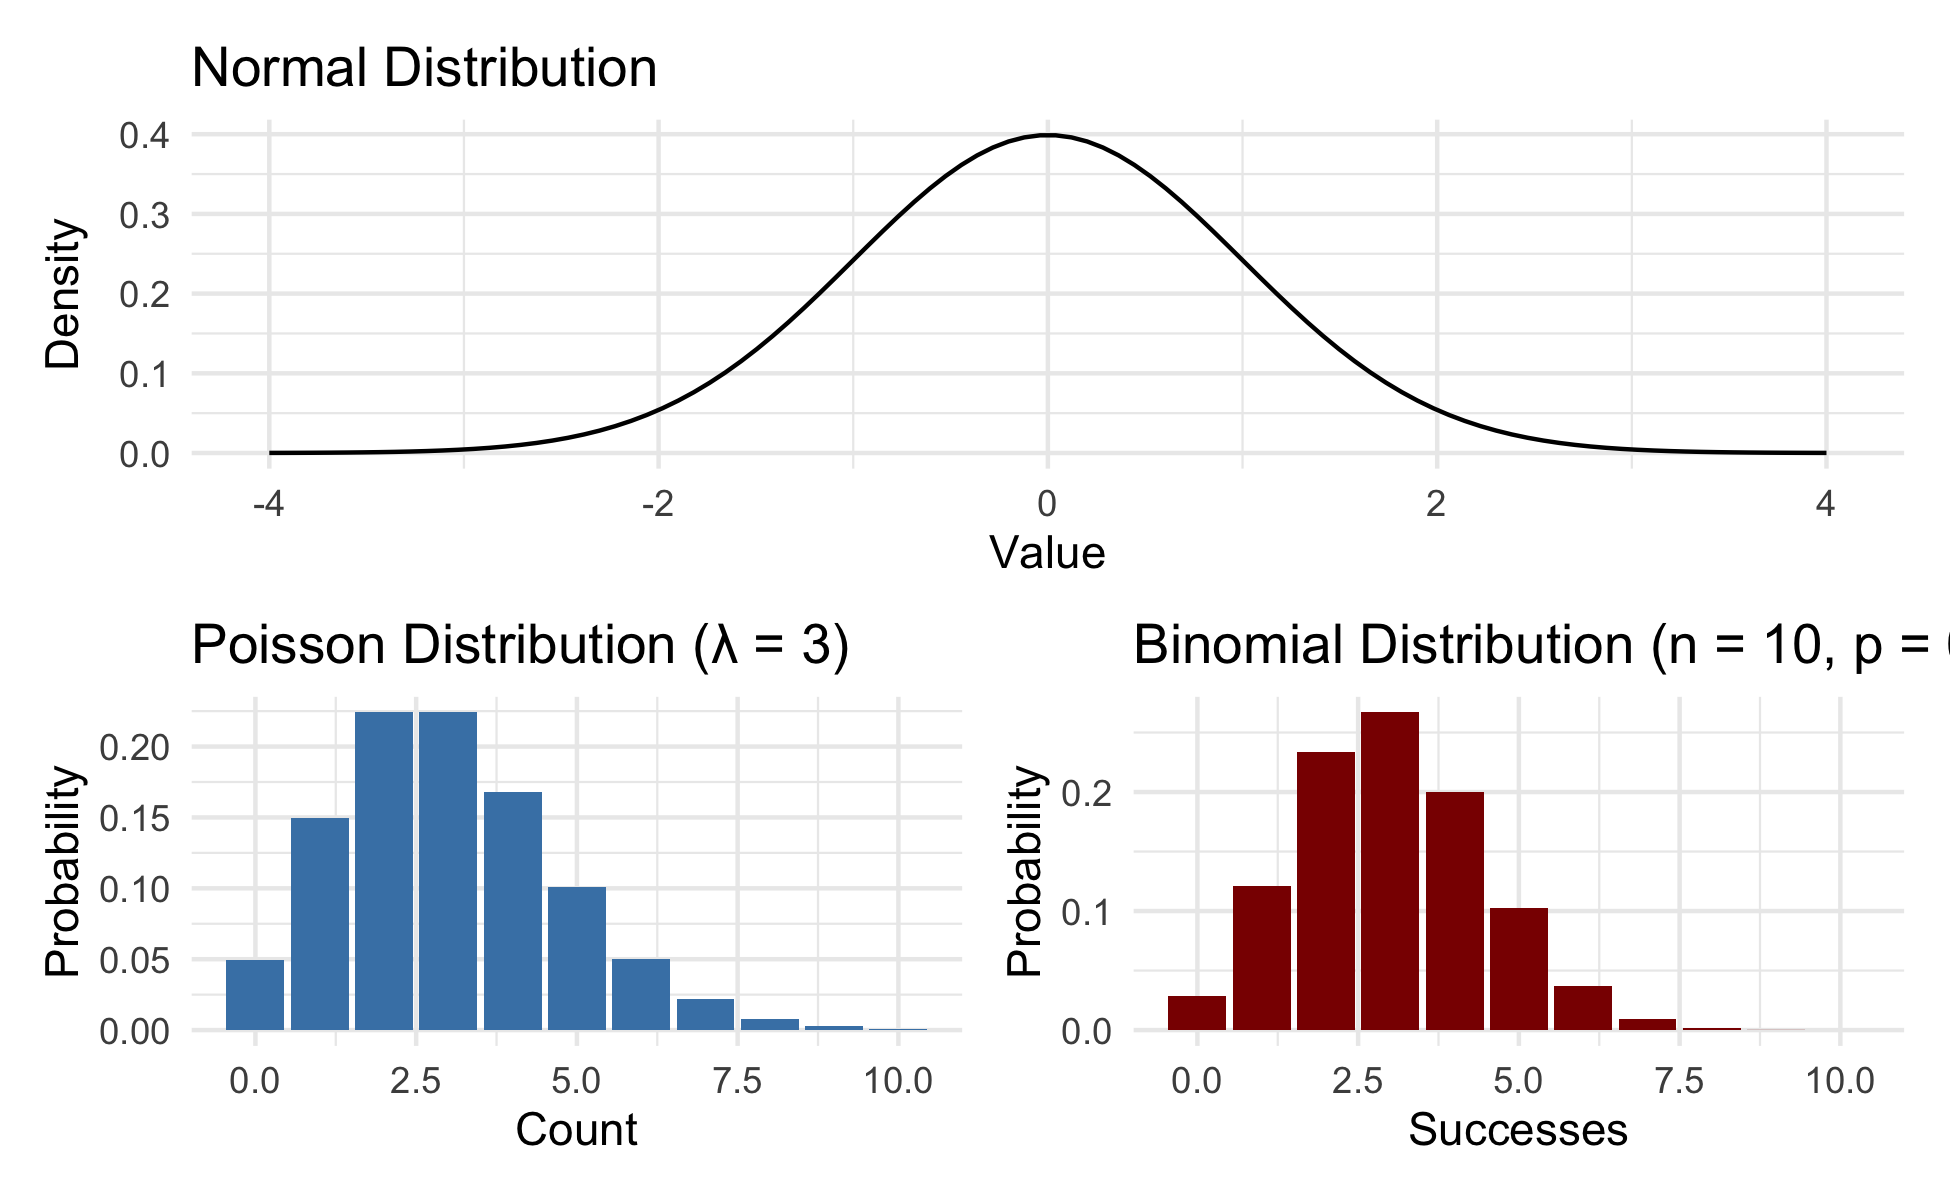 Normal Distribution
0.4
0.3
0.2
0.1
0.0
Density
-4 -2 0 2 4
Value
Poisson Distribution (λ = 3)
0.20
0.15
0.10
0.05
0.00
Probability
0.0 2.5 5.0 7.5 10.0
Count
Binomial Distribution (n = 10, p =
0.2
0.1
0.0
Probability
0.0 2.5 5.0 7.5 10.0
Successes